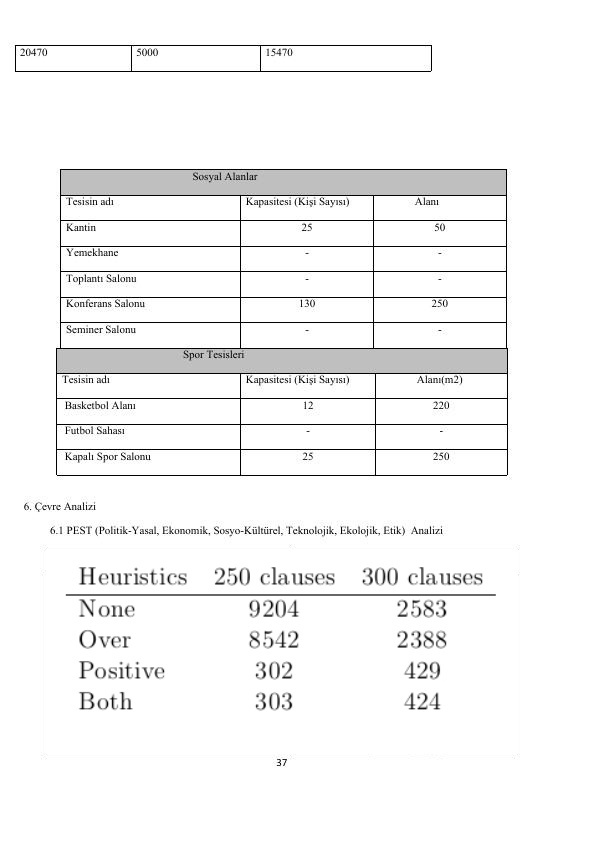 20470 5000 15470
Sosyal Alanlar
Tesisin adı Kapasitesi (Kişi Sayısı) Alanı
Kantin 25 50
Yemekhane - -
Toplantı Salonu - -
Konferans Salonu 130 250
Seminer Salonu - -
Spor Tesisleri
Tesisin adı Kapasitesi (Kişi Sayısı) Alanı(m2)
Basketbol Alanı 12 220
Futbol Sahası - -
Kapalı Spor Salonu 25 250
6. Çevre Analizi
6.1 PEST (Politik-Yasal, Ekonomik, Sosyo-Kültürel, Teknolojik, Ekolojik, Etik) Analizi
Heuristics 250 clauses 300 clauses
None 9204 2583
Over 8542 2388
Positive 302 429
Both 303 424
37